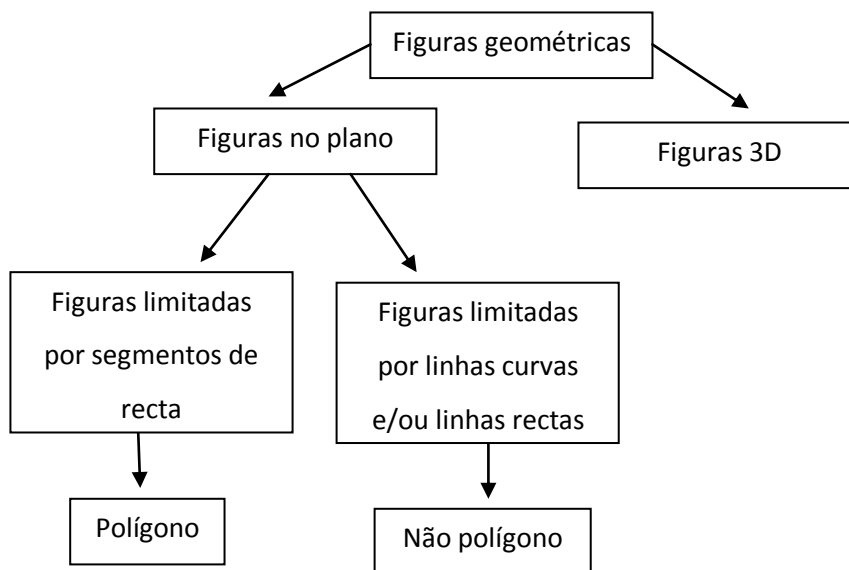 Figuras geométricas
Figuras no plano
Figuras 3D
Figuras limitadas
por segmentos de
recta
Figuras limitadas
por linhas curvas
e/ou linhas rectas
Polígono
Não polígono